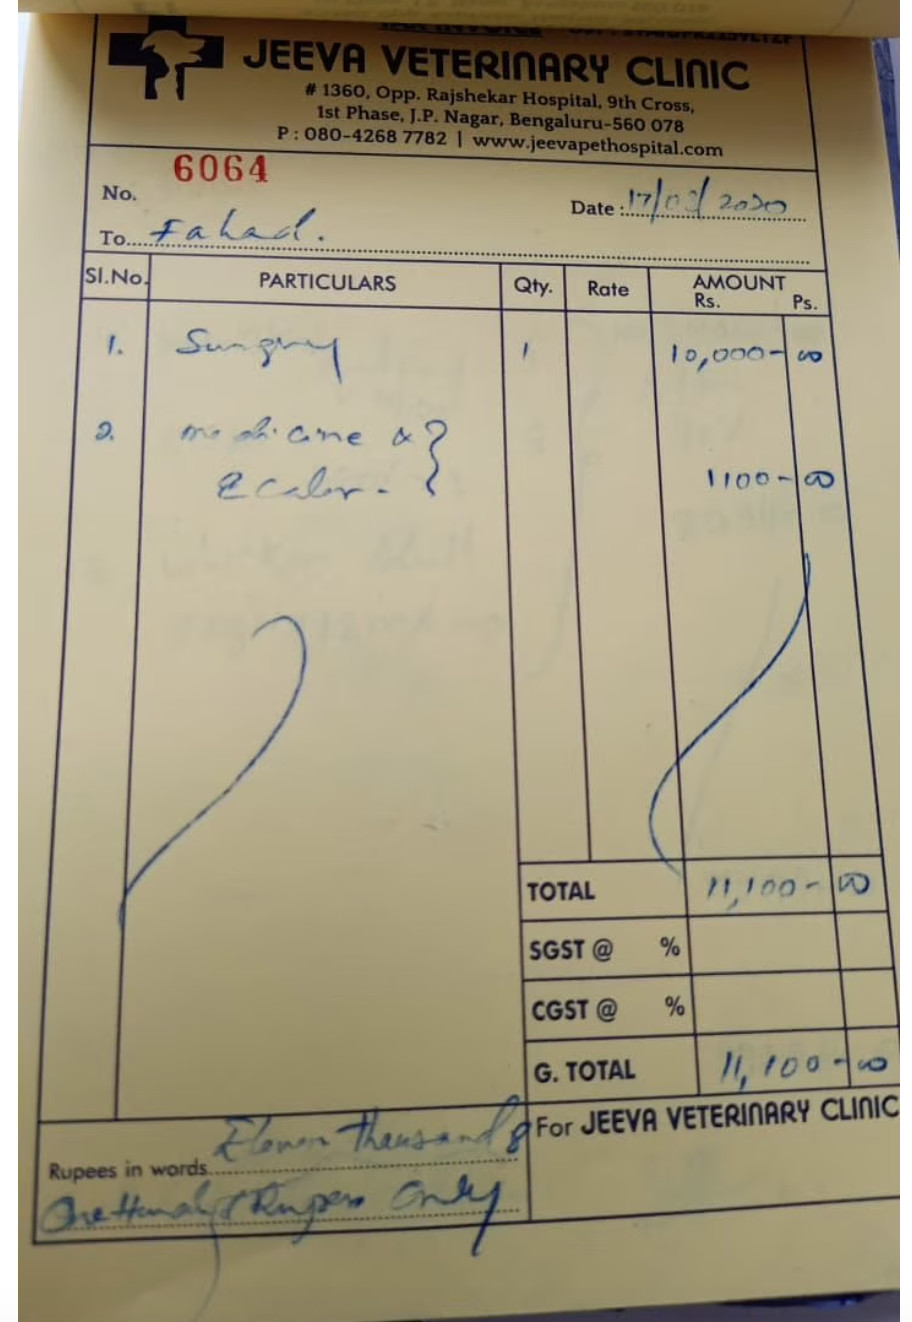 JEEVA VETERINARY CLINIC
# 1360, Opp. Rajshekar Hospital, 9th Cross,
1st Phase, J.P. Nagar, Bengaluru-560 078
P : 080-4268 7782 | www.jeevapethospital.com
No. 6064
Date : 17/03/2020
To Fahad.
Sl.No. PARTICULARS Qty. Rate AMOUNT
Rs. Ps.
1. Surgery 1 10,000-00
2. medicine &
1100-00
TOTAL 11,100-00
SGST @ %
CGST @ %
G. TOTAL 11,100-00
For JEEVA VETERINARY CLINIC
Rupees in words Eleven thousand &
One Hundred Rupees Only